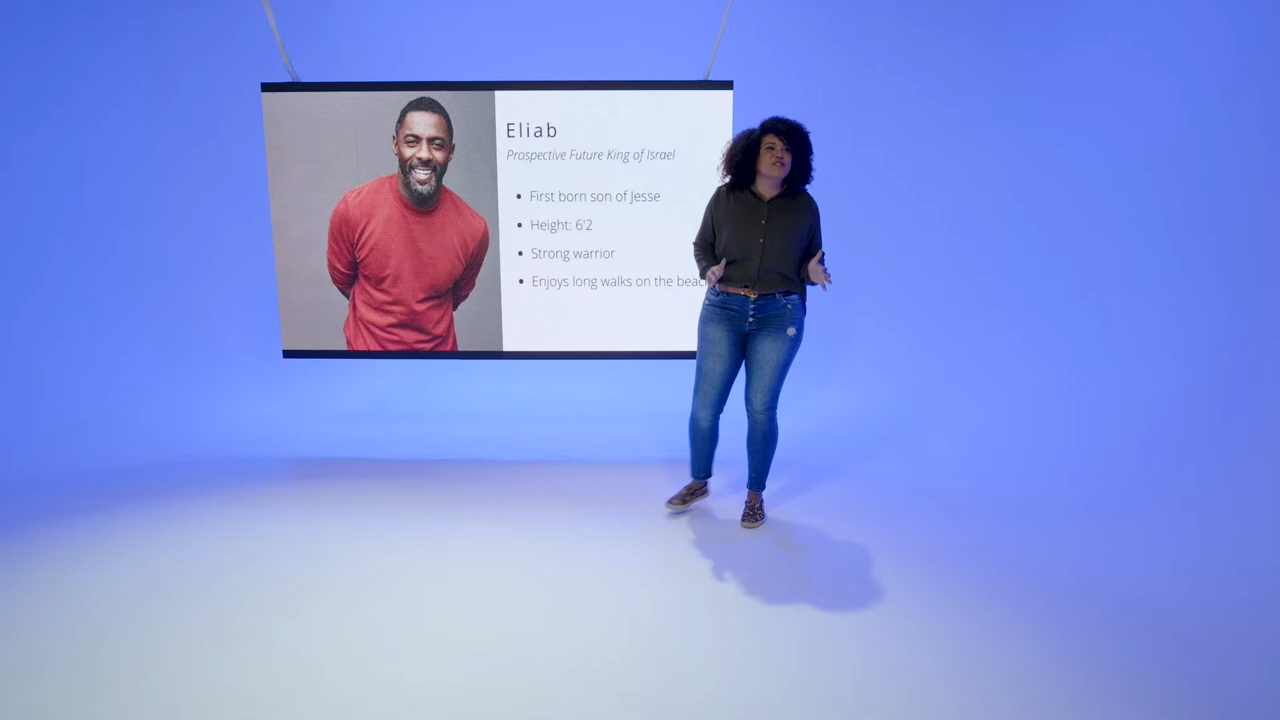 Eliab
Prospective Future King of Israel
First born son of Jesse
Height: 6'2
Strong warrior
Enjoys long walks on the